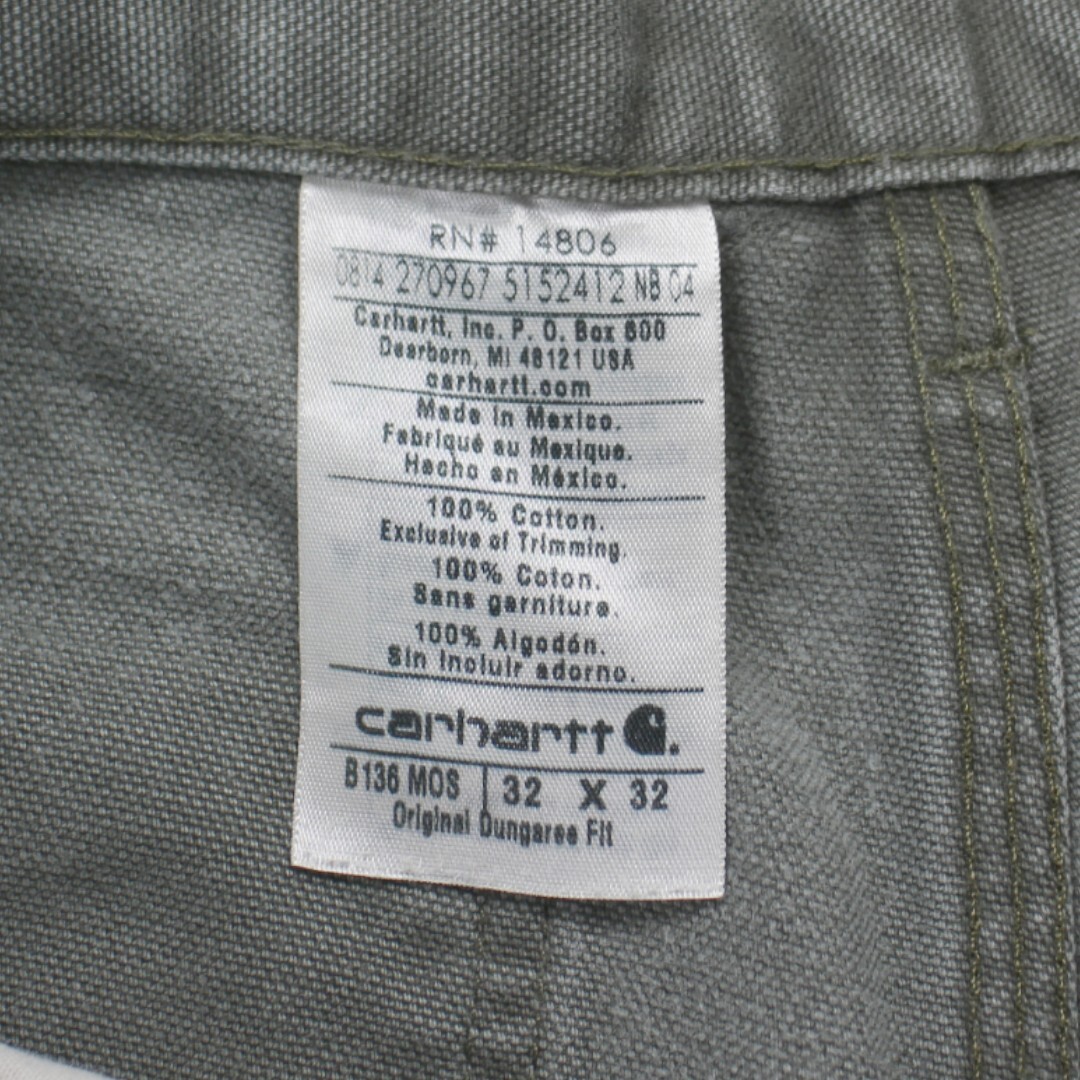 RN# 14806
0814 270967 5152412 NB 04
Carhartt, Inc. P. O. Box 600
Dearborn, MI 48121 USA
carhartt.com
Made in Mexico.
Fabriqué au Mexique.
Hecho en México.
100% Cotton.
Exclusive of Trimming.
100% Coton.
Sans garniture.
100% Algodón.
Sin incluir adorno.
carhartt
B136 MOS 32 X 32
Original Dungaree Fit